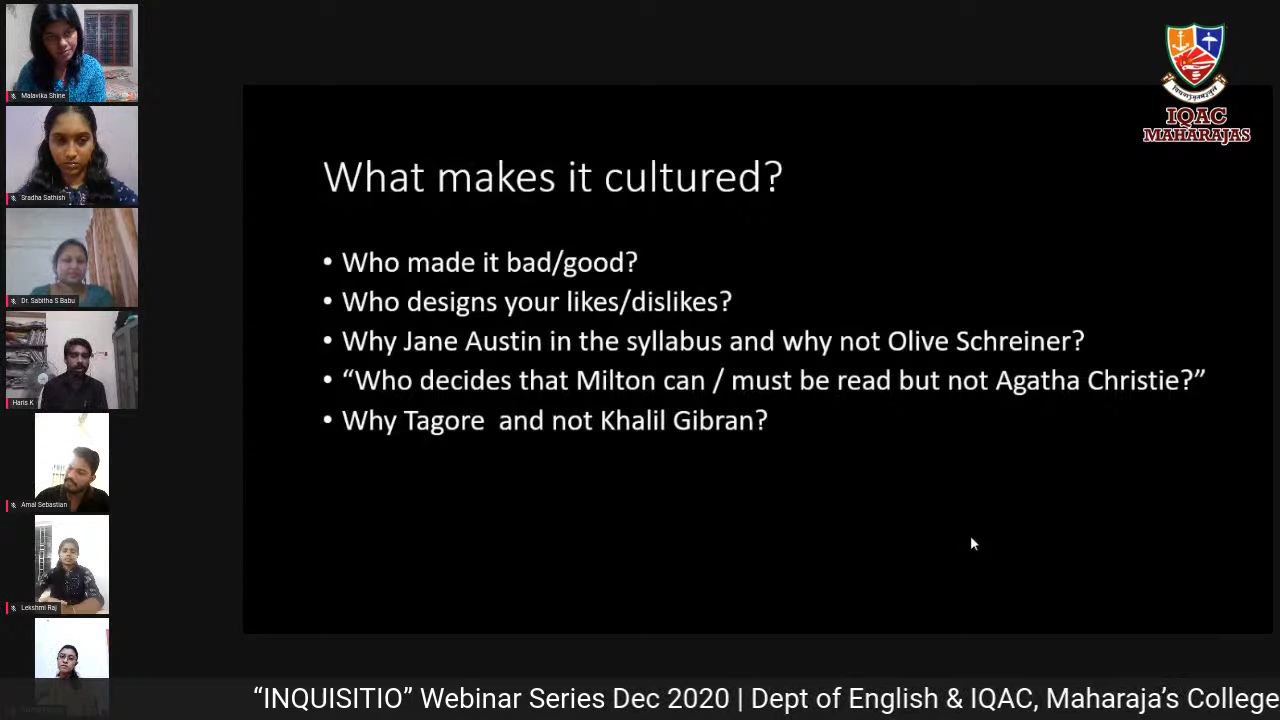 Malavika Shine
Sradha Sathish
Dr. Sabitha S Babu
Haris K
Amal Sebastian
Lekshmi Raj
IQAC
MAHARAJAS
What makes it cultured?
• Who made it bad/good?
• Who designs your likes/dislikes?
• Why Jane Austin in the syllabus and why not Olive Schreiner?
• “Who decides that Milton can / must be read but not Agatha Christie?”
• Why Tagore and not Khalil Gibran?
“INQUISITIO” Webinar Series Dec 2020 | Dept of English & IQAC, Maharaja’s College